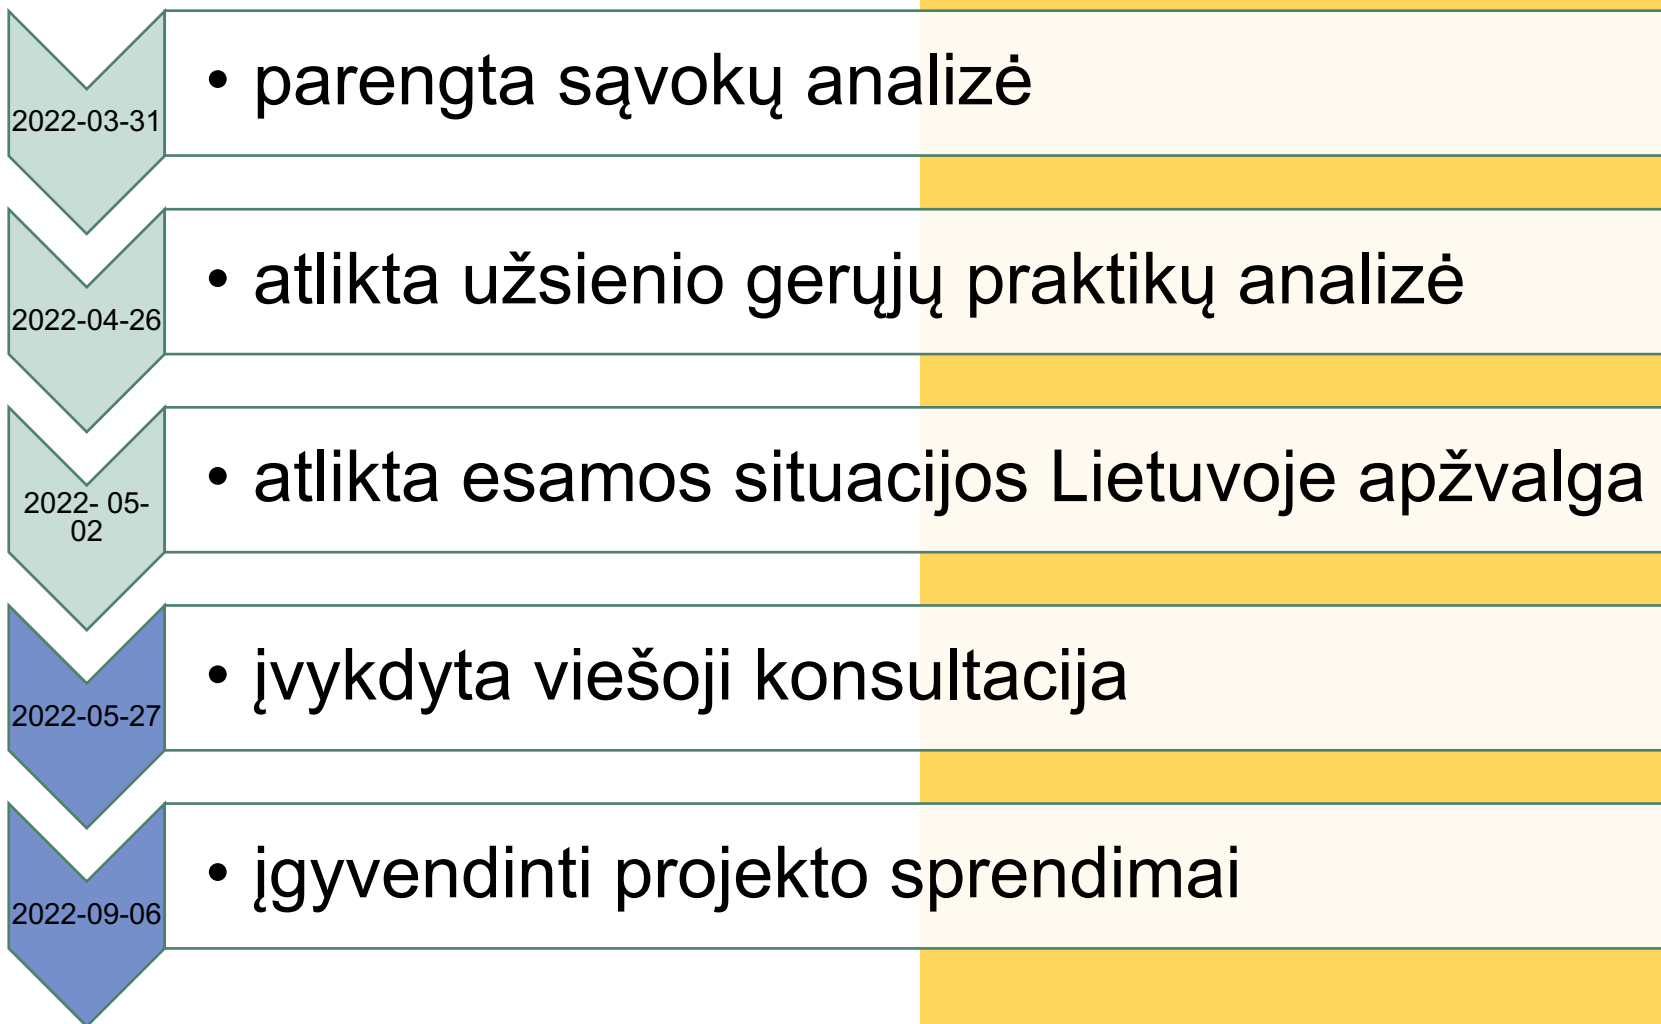 2022-03-31
• parengta sąvokų analizė
2022-04-26
• atlikta užsienio gerųjų praktikų analizė
2022- 05-
02
• atlikta esamos situacijos Lietuvoje apžvalga
2022-05-27
• įvykdyta viešoji konsultacija
2022-09-06
• įgyvendinti projekto sprendimai